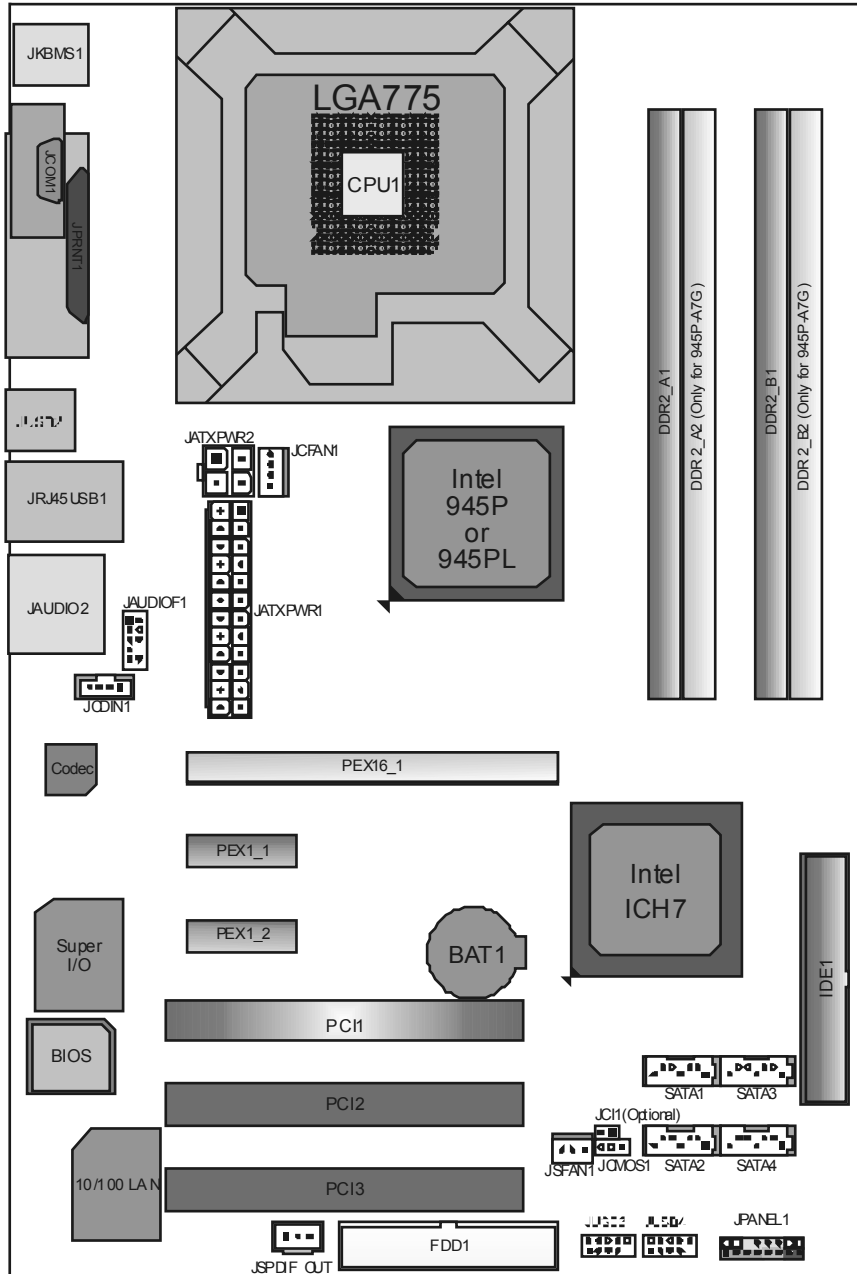 JKBMS1
LGA775
CPU1
JCOM1
JPRNT1
DDR2_A1
DDR2_A2 (Only for 945P-A7G)
DDR2_B1
DDR2_B2 (Only for 945P-A7G)
JATXPWR2
JCFAN1
Intel
945P
or
945PL
JRJ45USB1
JAUDIO2
JAUDIOF1
JATXPWR1
JCDIN1
Codec
PEX16_1
PEX1_1
Intel
ICH7
PEX1_2
BAT1
Super
I/O
IDE1
PCI1
BIOS
SATA1
SATA3
PCI2
JCI1(Optional)
JSFAN1
JCMOS1
SATA2
SATA4
10/100 LAN
PCI3
JPANEL1
FDD1
JSPDIF_OUT